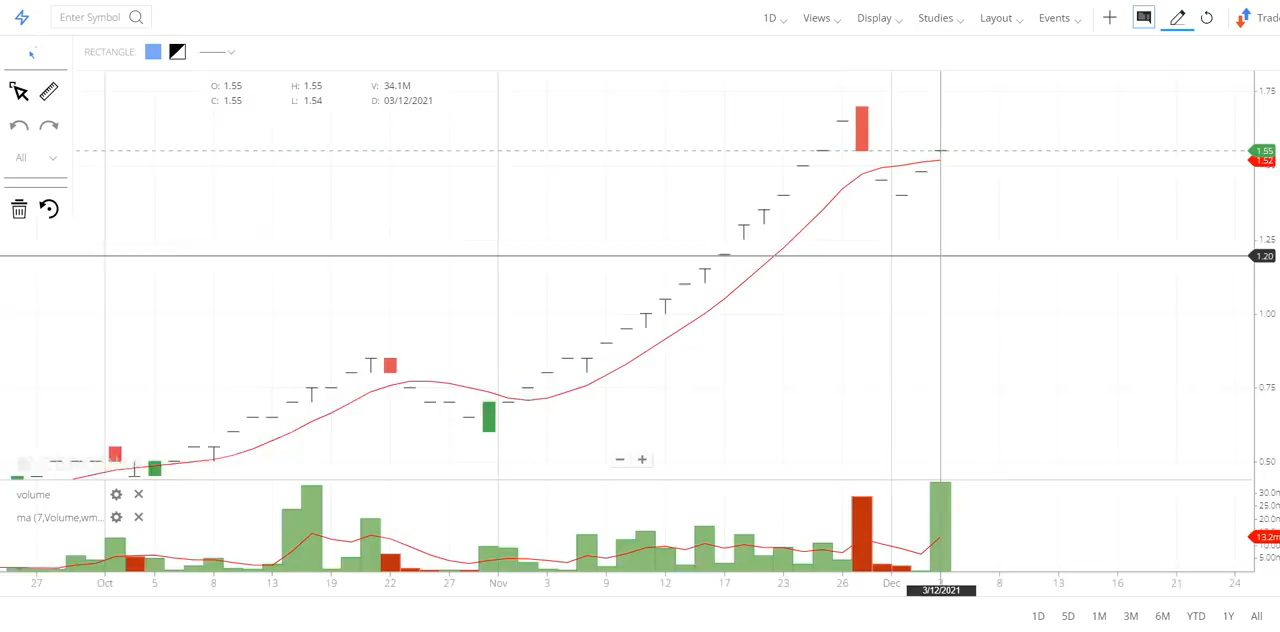 Enter Symbol
1D Views Display Studies Layout Events Trade
RECTANGLE:
O: 1.55 H: 1.55 V: 34.1M
C: 1.55 L: 1.54 D: 03/12/2021
All
1.75
1.55
1.52
1.25
1.20
1.00
0.75
0.50
volume
ma (7,Volume,wm...
30.0m
25.0m
20.0m
13.2m
5.00m
27 Oct 5 8 13 19 22 27 Nov 3 9 12 17 23 26 Dec 8 13 16 21 24
3/12/2021
1D 5D 1M 3M 6M YTD 1Y All